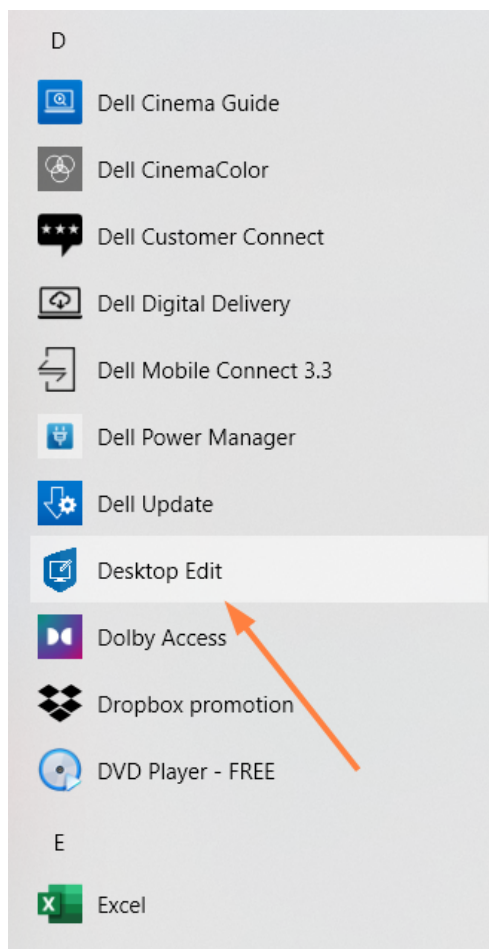 D
Dell Cinema Guide
Dell CinemaColor
Dell Customer Connect
Dell Digital Delivery
Dell Mobile Connect 3.3
Dell Power Manager
Dell Update
Desktop Edit
Dolby Access
Dropbox promotion
DVD Player - FREE
E
Excel